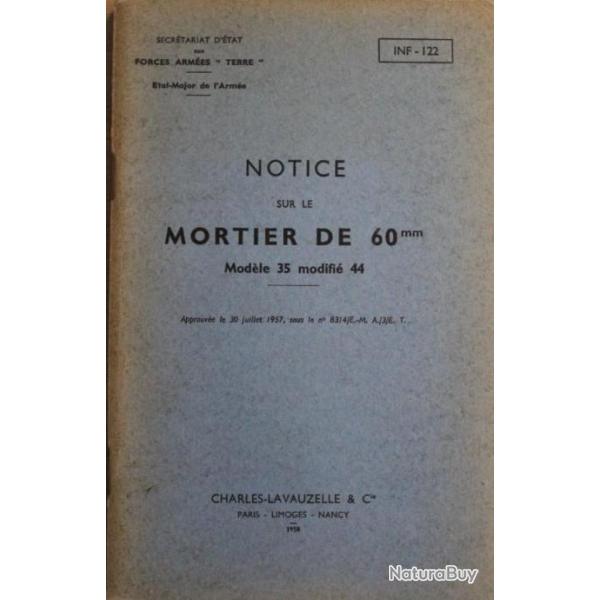 SECRÉTARIAT D'ÉTAT
AUX
FORCES ARMÉES " TERRE "
Etat-Major de l'Armée
INF - 122
NOTICE
SUR LE
MORTIER DE 60mm
Modèle 35 modifié 44
Approuvée le 30 juillet 1957, sous le n° 8314/E.-M. A./3/E. T.
CHARLES-LAVAUZELLE & Cie
PARIS - LIMOGES - NANCY
1958
NaturaBuy